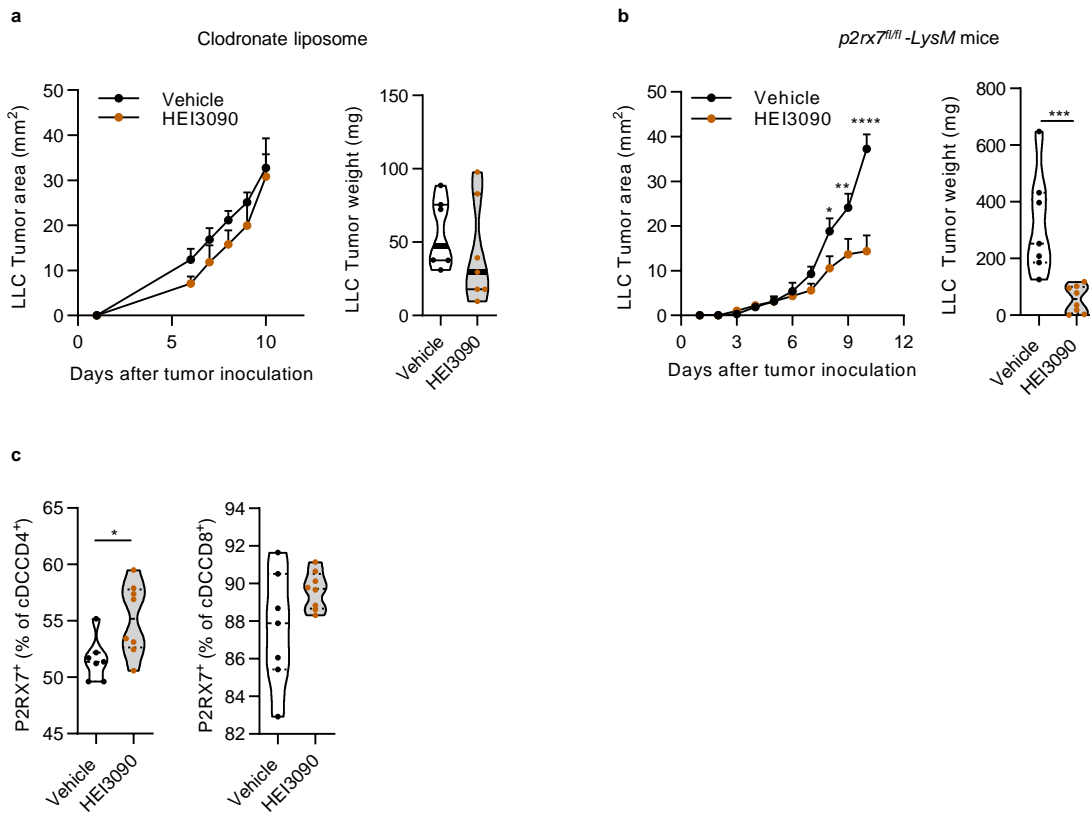 a
Clodronate liposome
LLC Tumor area (mm²)
50
40
30
20
10
0
0
5
10
Days after tumor inoculation
Vehicle
HEI3090
LLC Tumor weight (mg)
150
100
50
0
Vehicle
HEI3090
b
p2rx7fl/fl -LysM mice
LLC Tumor area (mm²)
50
40
30
20
10
0
0
3
6
9
12
Days after tumor inoculation
Vehicle
HEI3090
*
**
****
LLC Tumor weight (mg)
800
600
400
200
0
***
Vehicle
HEI3090
c
P2RX7+ (% of cDCCD4+)
65
60
55
50
45
*
Vehicle
HEI3090
P2RX7+ (% of cDCCD8+)
94
92
90
88
86
84
82
Vehicle
HEI3090